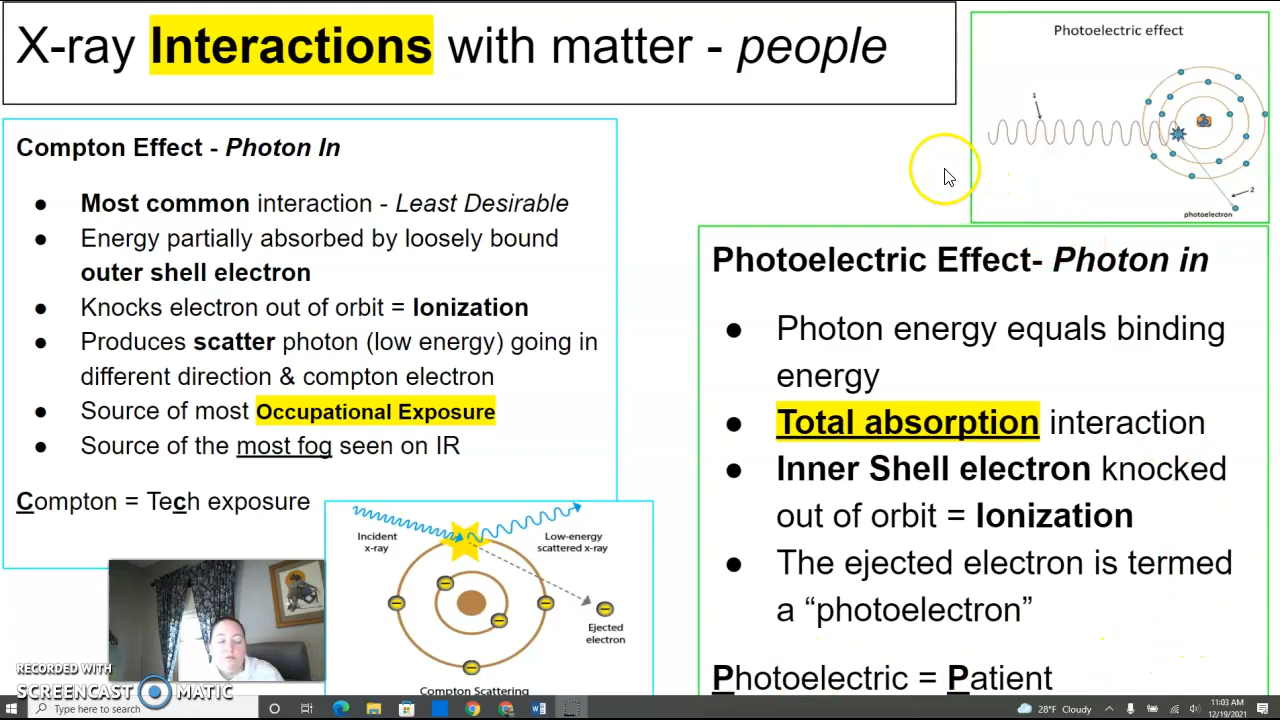 X-ray Interactions with matter - people
Photoelectric effect
1
2
photoelectron
Compton Effect - Photon In
● Most common interaction - Least Desirable
● Energy partially absorbed by loosely bound
outer shell electron
● Knocks electron out of orbit = Ionization
● Produces scatter photon (low energy) going in
different direction & compton electron
● Source of most Occupational Exposure
● Source of the most fog seen on IR
Compton = Tech exposure
Incident
x-ray
Low-energy
scattered x-ray
Ejected
electron
Compton Scattering
Photoelectric Effect- Photon in
● Photon energy equals binding
energy
● Total absorption interaction
● Inner Shell electron knocked
out of orbit = Ionization
● The ejected electron is termed
a “photoelectron”
Photoelectric = Patient
RECORDED WITH
SCREENCAST MATIC
Type here to search
28°F Cloudy
11:03 AM
12/19/2021